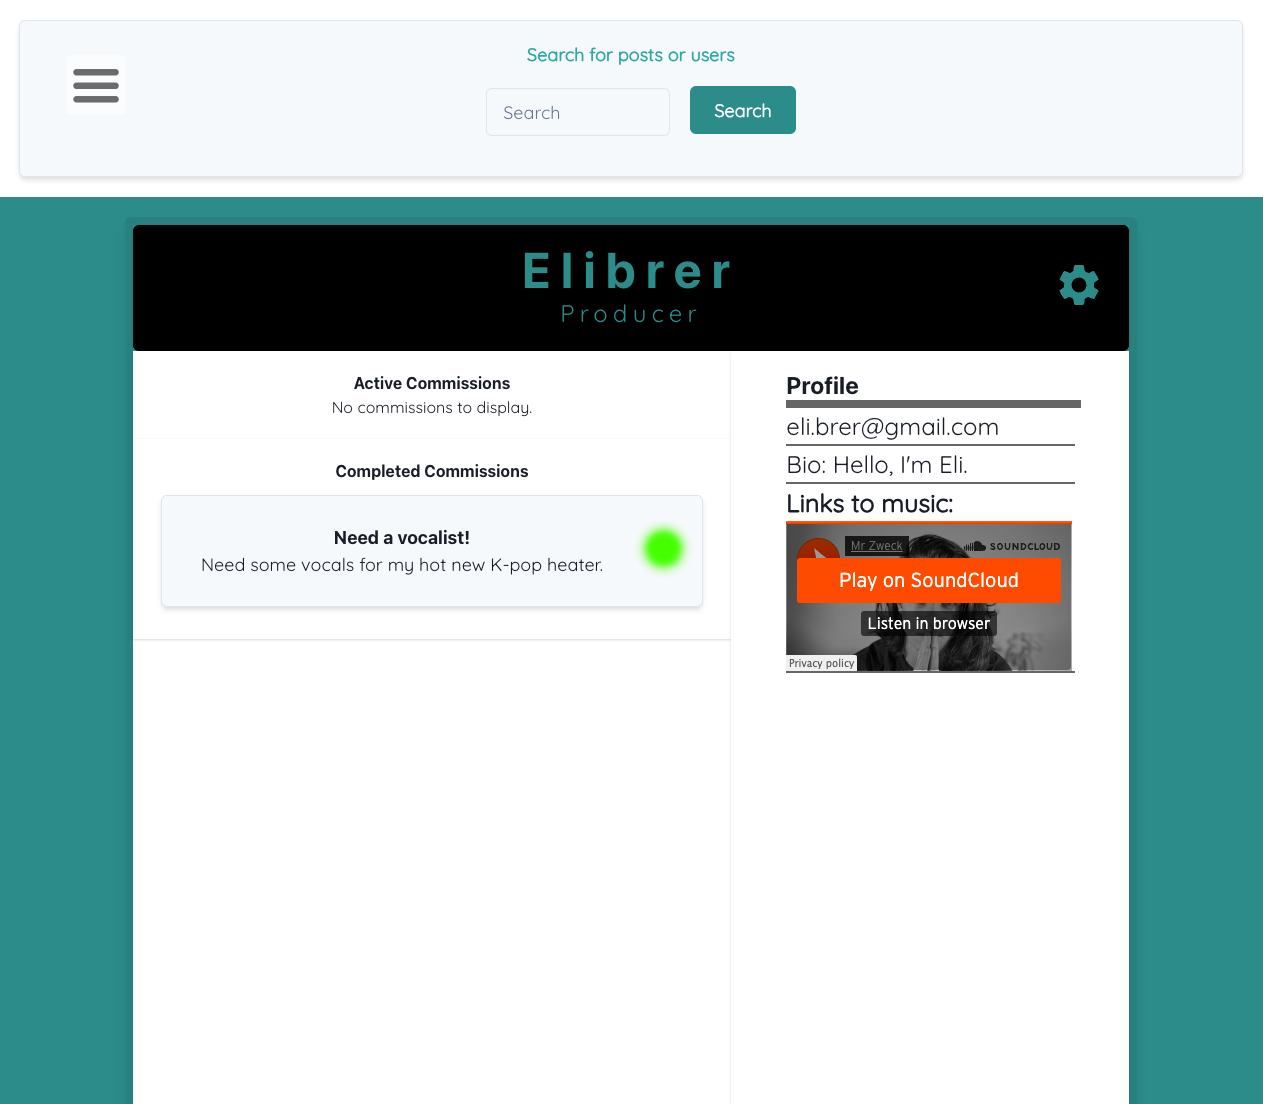 Search for posts or users
Search
Search
Elibrer
Producer
Active Commissions
No commissions to display.
Completed Commissions
Need a vocalist!
Need some vocals for my hot new K-pop heater.
Profile
eli.brer@gmail.com
Bio: Hello, I'm Eli.
Links to music:
Mr Zweck
SOUNDCLOUD
Play on SoundCloud
Listen in browser
Privacy policy